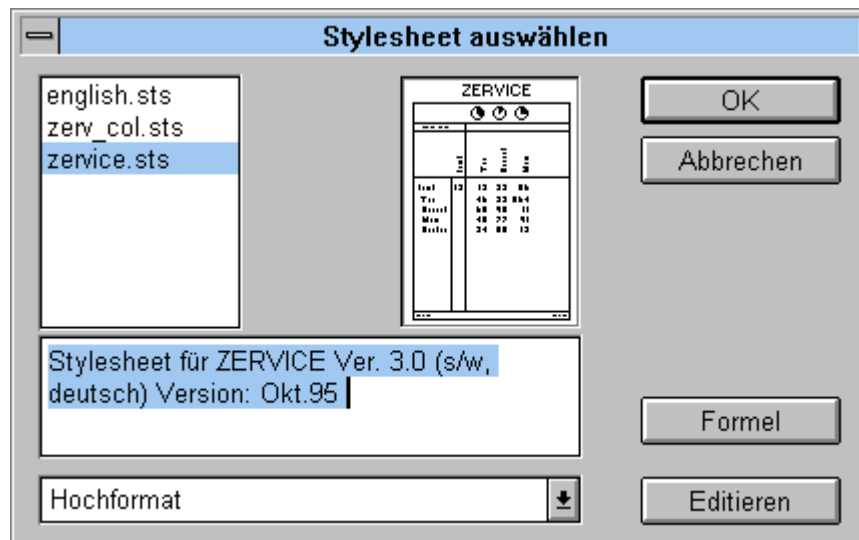 Stylesheet auswählen
english.sts
zerv_col.sts
zervice.sts
ZERVICE
OK
Abbrechen
Stylesheet für ZERVICE Ver. 3.0 (s/w,
deutsch) Version: Okt.95
Formel
Hochformat
Editieren